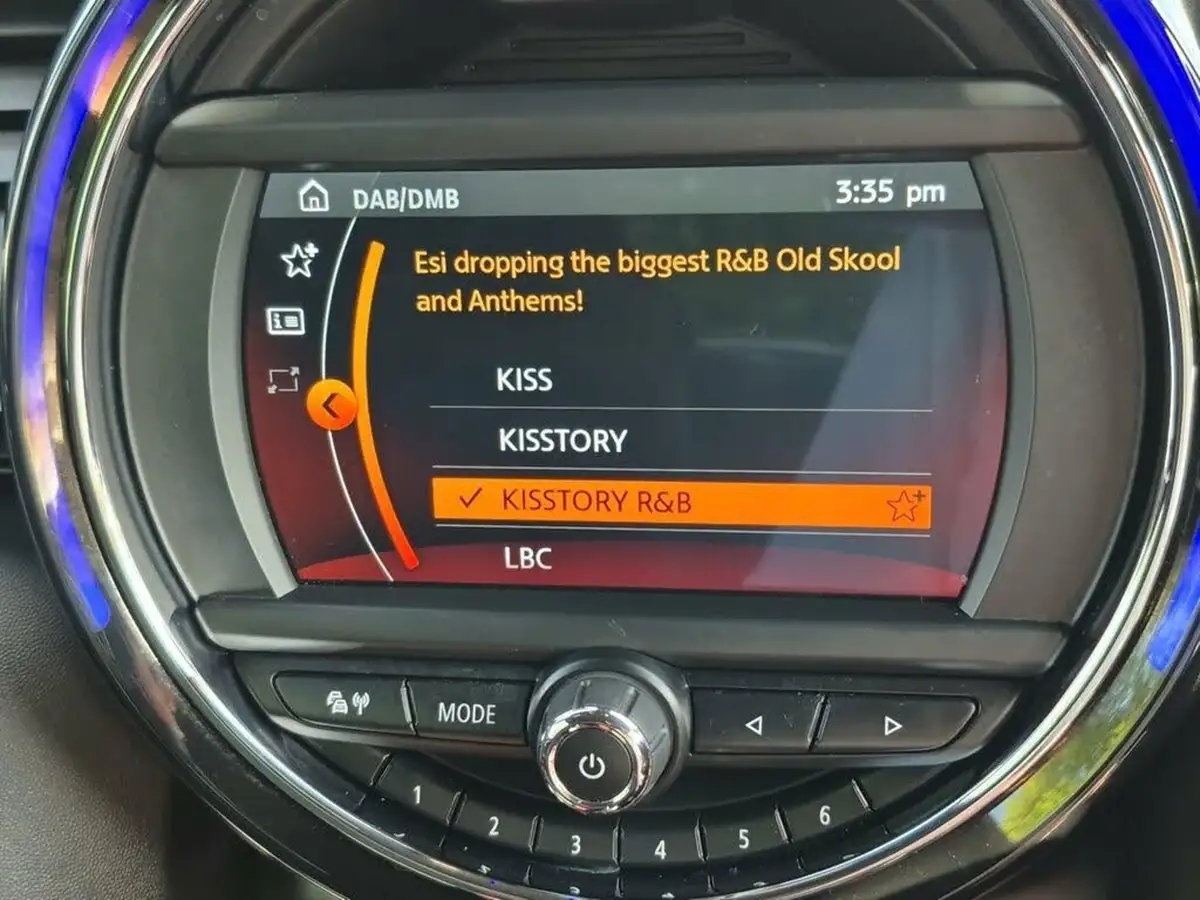 DAB/DMB
3:35 pm
Esi dropping the biggest R&B Old Skool
and Anthems!
KISS
KISSTORY
KISSTORY R&B
LBC
MODE
1
2
3
4
5
6